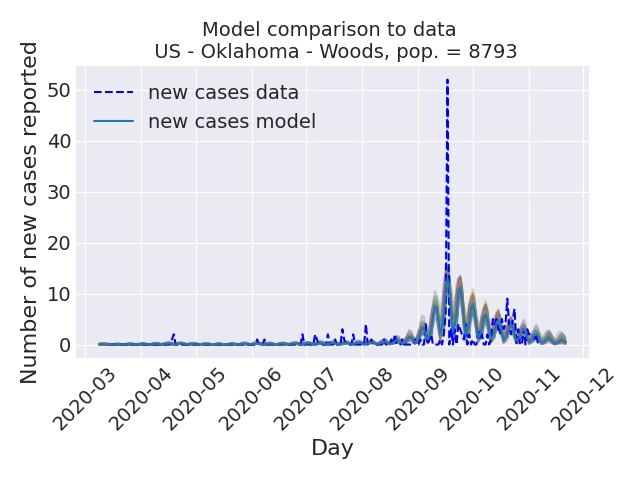 Model comparison to data
US - Oklahoma - Woods, pop. = 8793
Number of new cases reported
50
40
30
20
10
0
new cases data
new cases model
2020-03
2020-04
2020-05
2020-06
2020-07
2020-08
2020-09
2020-10
2020-11
2020-12
Day